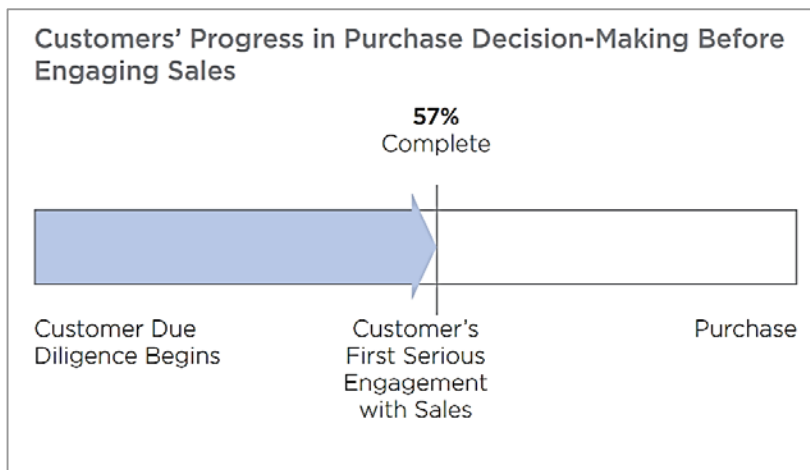 Customers’ Progress in Purchase Decision-Making Before
Engaging Sales
57%
Complete
Customer Due
Diligence Begins
Customer’s
First Serious
Engagement
with Sales
Purchase